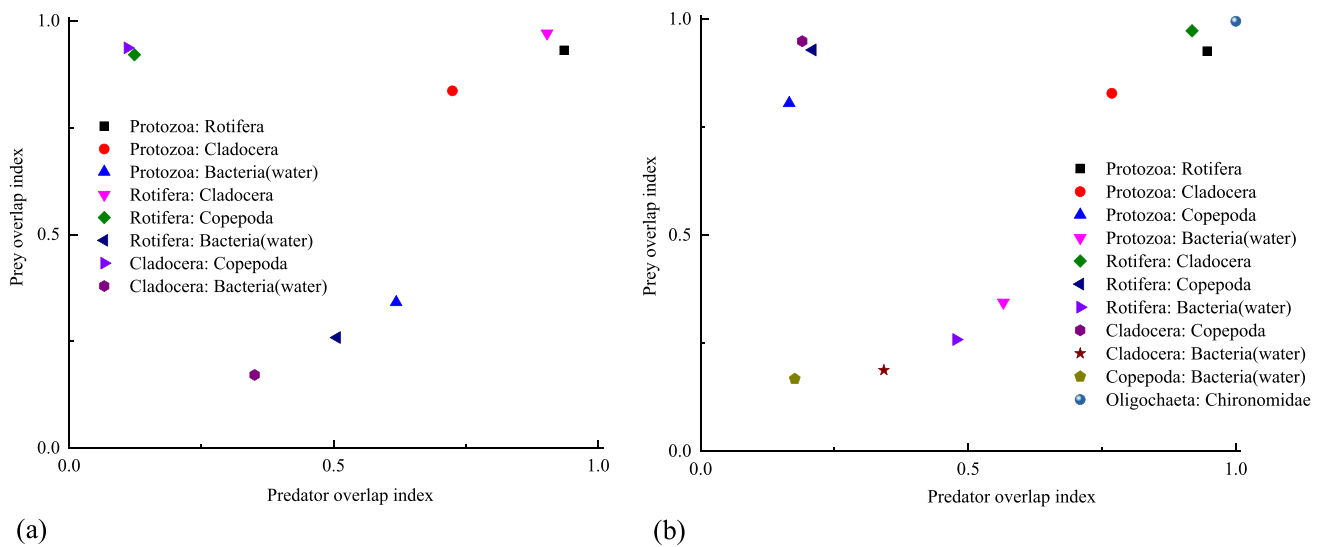 1.0
0.5
0.0
Prey overlap index
Protozoa: Rotifera
Protozoa: Cladocera
Protozoa: Bacteria(water)
Rotifera: Cladocera
Rotifera: Copepoda
Rotifera: Bacteria(water)
Cladocera: Copepoda
Cladocera: Bacteria(water)
0.0
0.5
1.0
Predator overlap index
(a)
1.0
0.5
0.0
Prey overlap index
Protozoa: Rotifera
Protozoa: Cladocera
Protozoa: Copepoda
Protozoa: Bacteria(water)
Rotifera: Cladocera
Rotifera: Copepoda
Rotifera: Bacteria(water)
Cladocera: Copepoda
Cladocera: Bacteria(water)
Copepoda: Bacteria(water)
Oligochaeta: Chironomidae
0.0
0.5
1.0
Predator overlap index
(b)